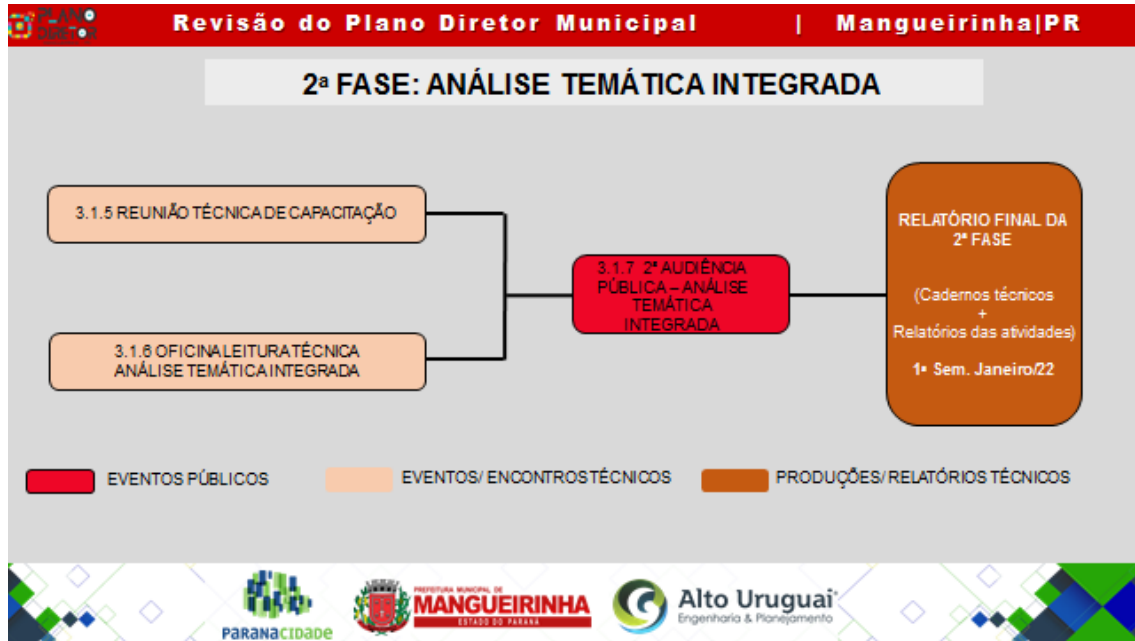 PLANO
DIRETOR
Revisão do Plano Diretor Municipal | Mangueirinha|PR
2ª FASE: ANÁLISE TEMÁTICA INTEGRADA
3.1.5 REUNIÃO TÉCNICA DE CAPACITAÇÃO
3.1.6 OFICINA LEITURA TÉCNICA
ANÁLISE TEMÁTICA INTEGRADA
3.1.7 2ª AUDIÊNCIA
PÚBLICA – ANÁLISE
TEMÁTICA
INTEGRADA
RELATÓRIO FINAL DA
2ª FASE
(Cadernos técnicos
+
Relatórios das atividades)
1ª Sem. Janeiro/22
EVENTOS PÚBLICOS
EVENTOS/ ENCONTROS TÉCNICOS
PRODUÇÕES/ RELATÓRIOS TÉCNICOS
PARANACIDADE
PREFEITURA MUNICIPAL DE
MANGUEIRINHA
ESTADO DO PARANÁ
Alto Uruguai
Engenharia & Planejamento